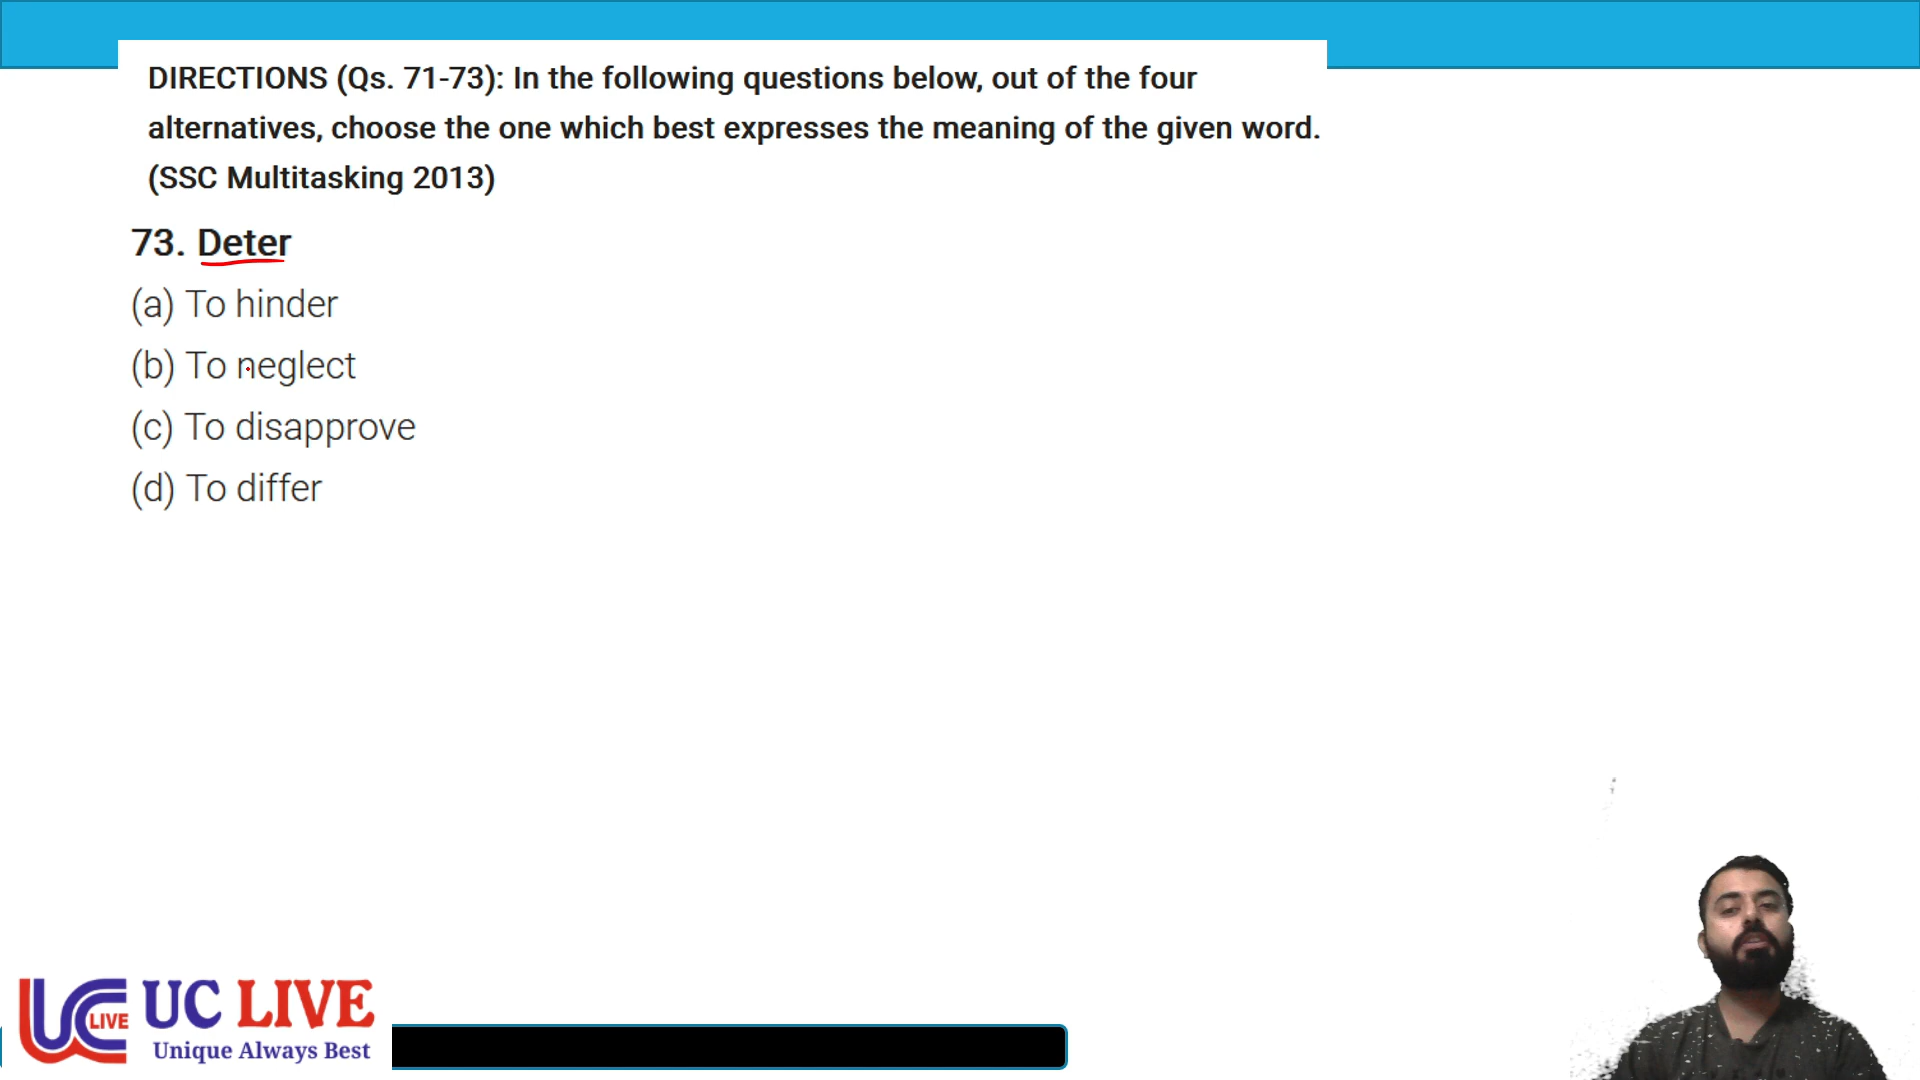 DIRECTIONS (Qs. 71-73): In the following questions below, out of the four
alternatives, choose the one which best expresses the meaning of the given word.
(SSC Multitasking 2013)
73. Deter
(a) To hinder
(b) To neglect
(c) To disapprove
(d) To differ
LIVE
UC LIVE
Unique Always Best